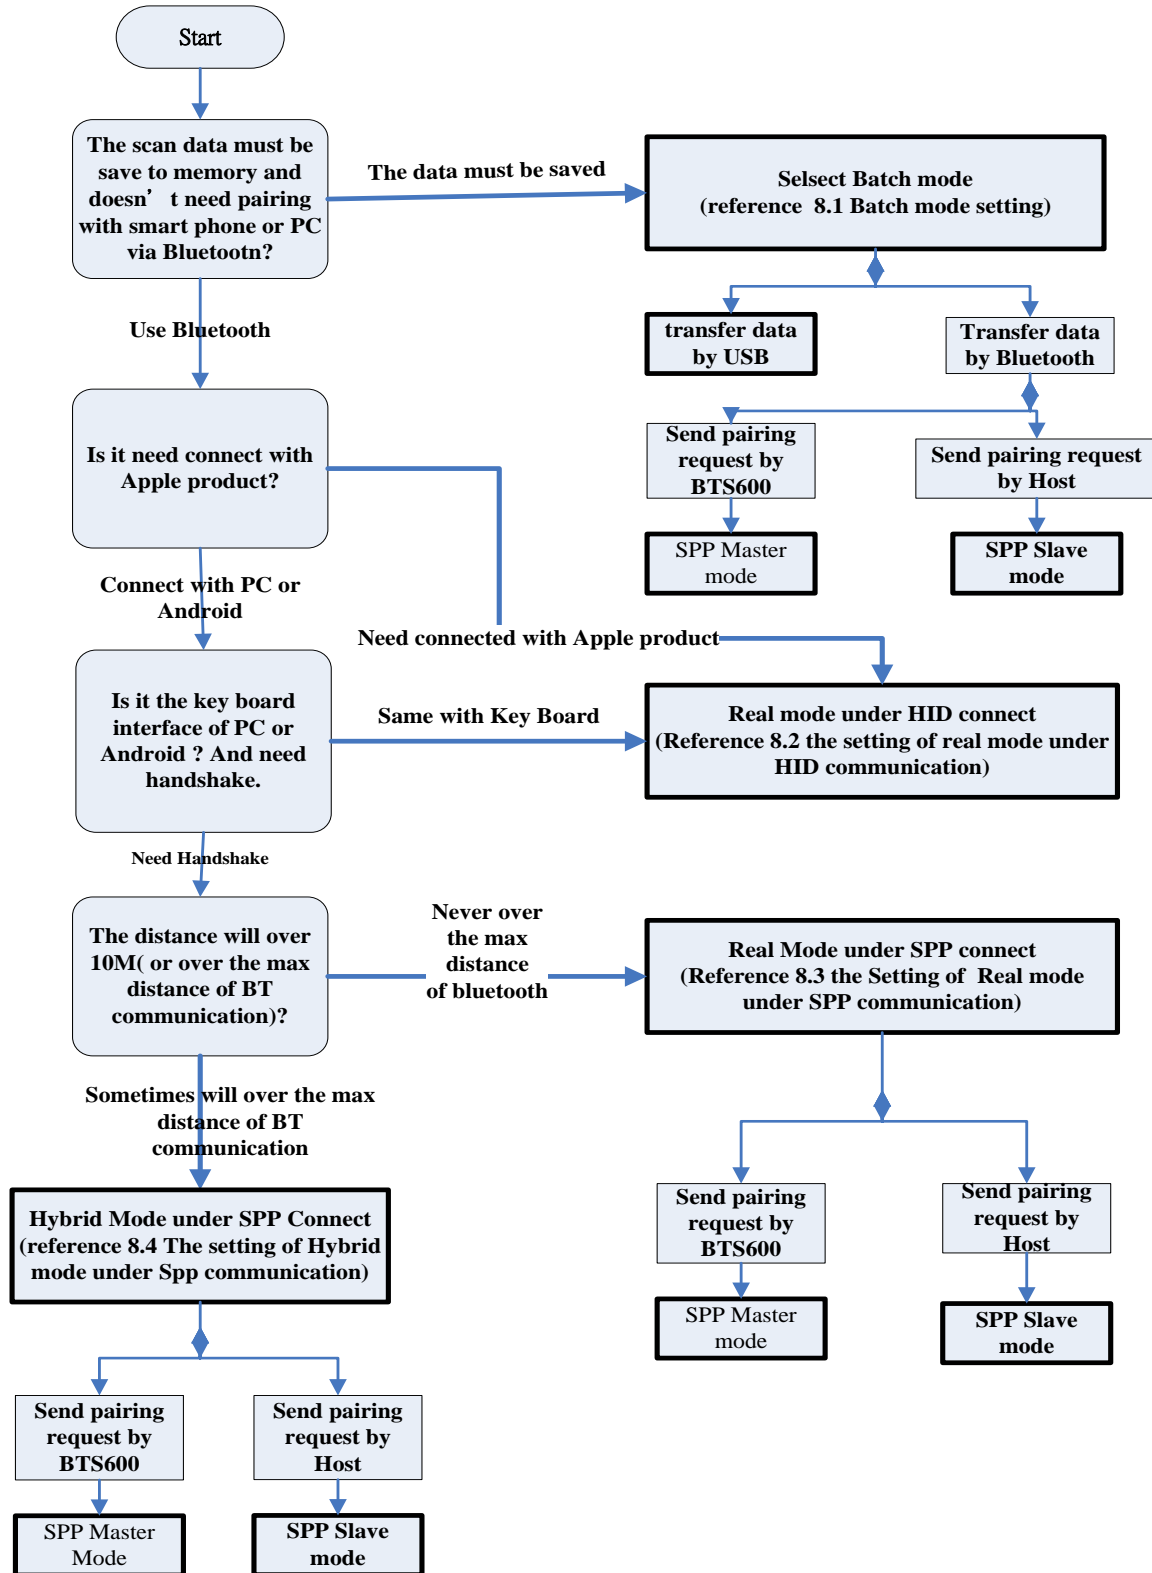 Start
The scan data must be
save to memory and
doesn’ t need pairing
with smart phone or PC
via Bluetootn?
The data must be saved
Selsect Batch mode
(reference 8.1 Batch mode setting)
Use Bluetooth
transfer data
by USB
Transfer data
by Bluetooth
Is it need connect with
Apple product?
Send pairing
request by
BTS600
Send pairing request
by Host
SPP Master
mode
SPP Slave
mode
Connect with PC or
Android
Need connected with Apple product
Is it the key board
interface of PC or
Android ? And need
handshake.
Same with Key Board
Real mode under HID connect
(Reference 8.2 the setting of real mode under
HID communication)
Need Handshake
The distance will over
10M( or over the max
distance of BT
communication)?
Never over
the max
distance
of bluetooth
Real Mode under SPP connect
(Reference 8.3 the Setting of Real mode
under SPP communication)
Sometimes will over the max
distance of BT
communication
Send pairing
request by
BTS600
Send pairing
request by
Host
SPP Master
mode
SPP Slave
mode
Hybrid Mode under SPP Connect
(reference 8.4 The setting of Hybrid
mode under Spp communication)
Send pairing
request by
BTS600
Send pairing
request by
Host
SPP Master
Mode
SPP Slave
mode